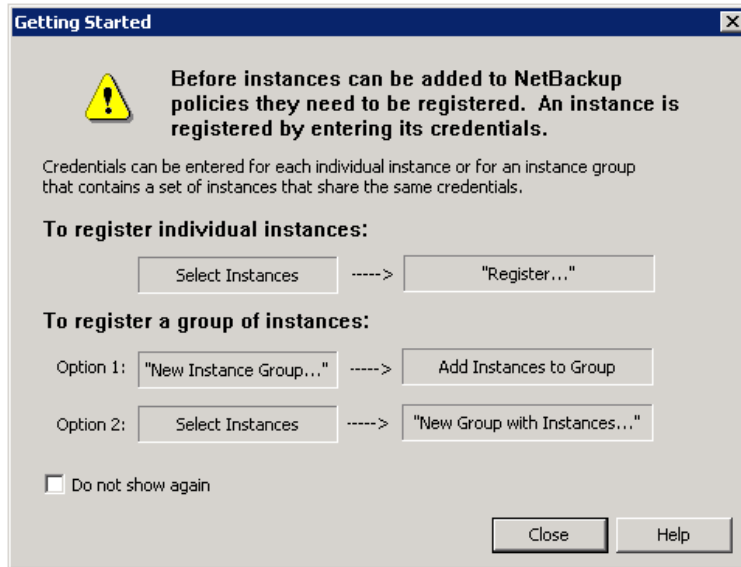 Getting Started
Before instances can be added to NetBackup
policies they need to be registered. An instance is
registered by entering its credentials.
Credentials can be entered for each individual instance or for an instance group
that contains a set of instances that share the same credentials.
To register individual instances:
Select Instances -----> "Register..."
To register a group of instances:
Option 1: "New Instance Group..." -----> Add Instances to Group
Option 2: Select Instances -----> "New Group with Instances..."
Do not show again
Close Help